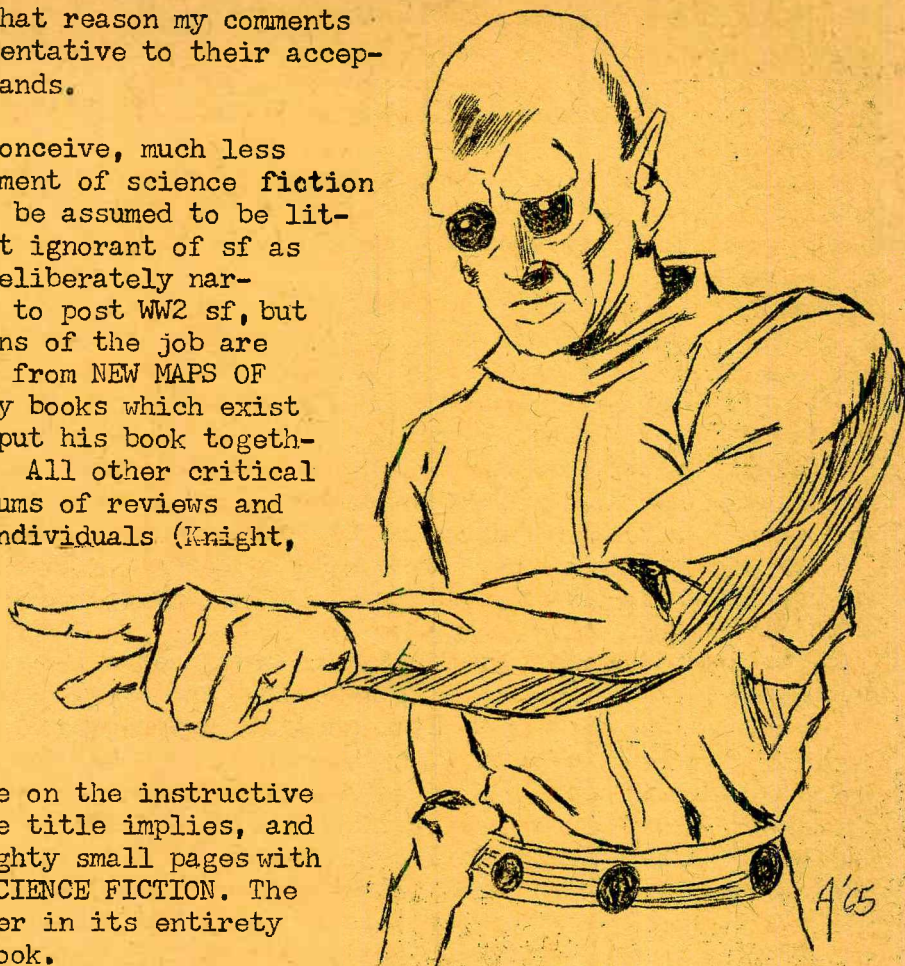 hat reason my comments
entative to their accep-
ands.
onceive, much less
ment of science fiction
be assumed to be lit-
t ignorant of sf as
eliberately nar-
to post WW2 sf, but
ns of the job are
from NEW MAPS OF
y books which exist
put his book togeth-
All other critical
ums of reviews and
ndividuals (Knight,
e on the instructive
e title implies, and
ghty small pages with
CIENCE FICTION. The
er in its entirety
ook.
A'65